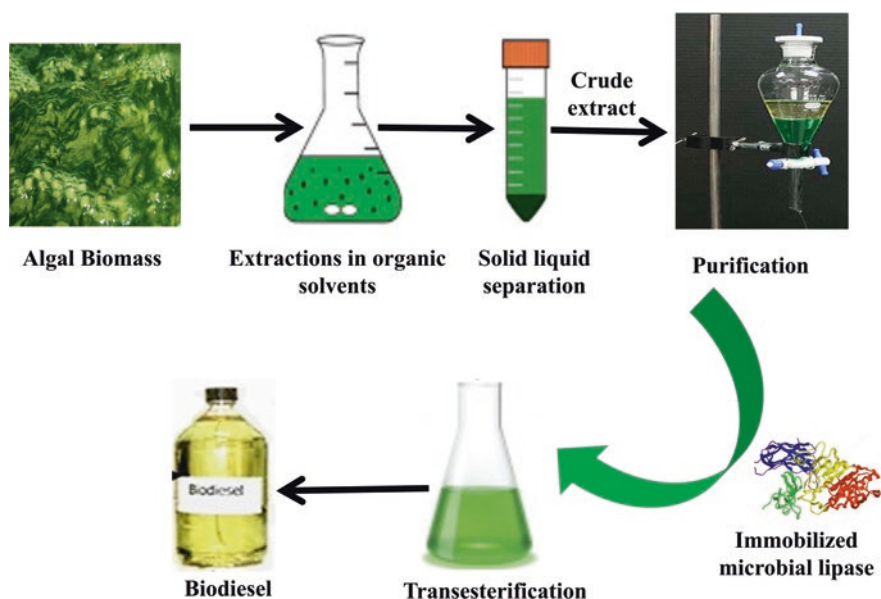 Crude
extract
Algal Biomass
Extractions in organic
solvents
Solid liquid
separation
Purification
Immobilized
microbial lipase
Biodiesel
Biodiesel
Transesterification